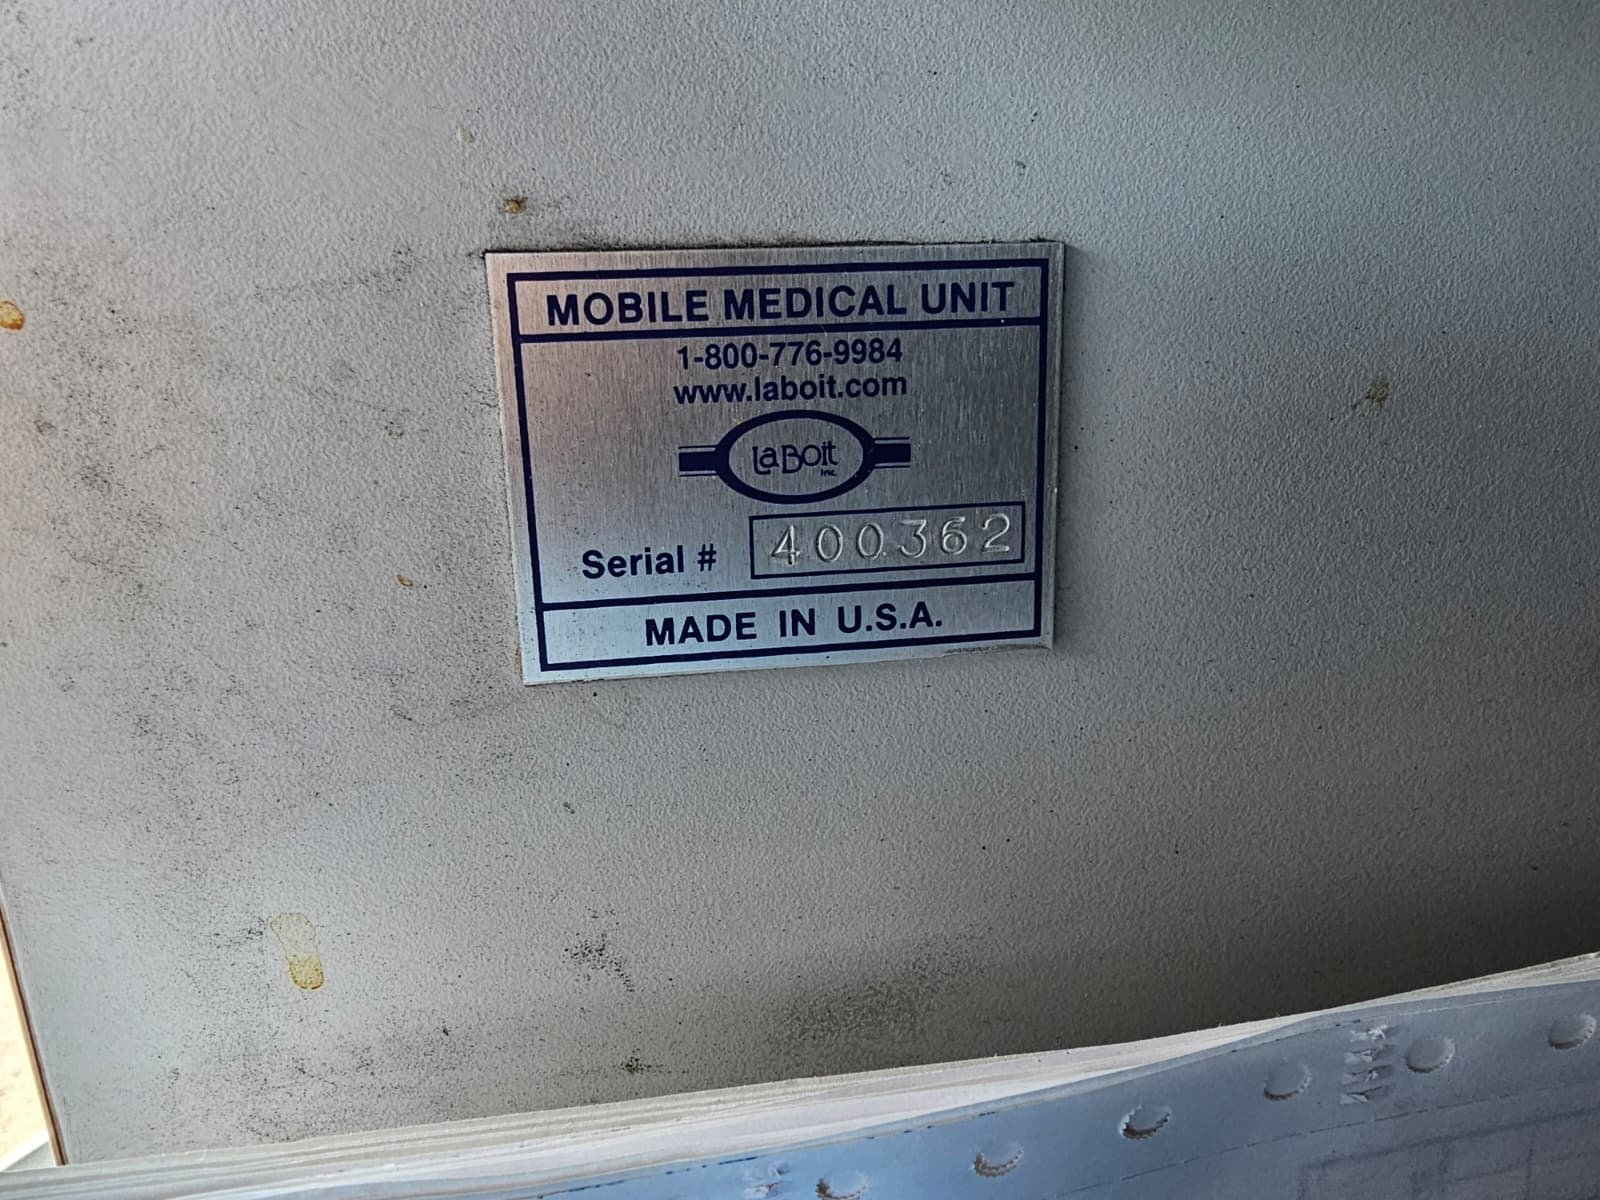 MOBILE MEDICAL UNIT
1-800-776-9984
www.laboit.com
LaBoit
Inc.
Serial # 400362
MADE IN U.S.A.